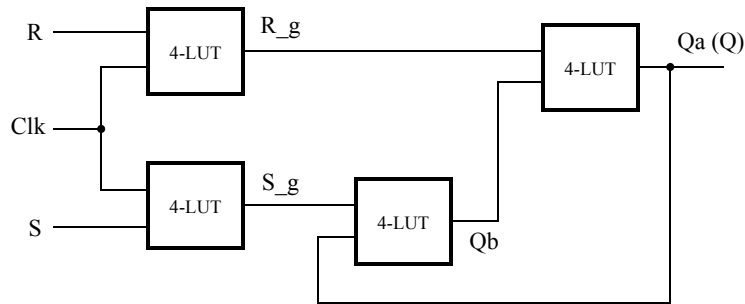 R
4-LUT
R_g
4-LUT
Qa (Q)
Clk
S
4-LUT
S_g
4-LUT
Qb